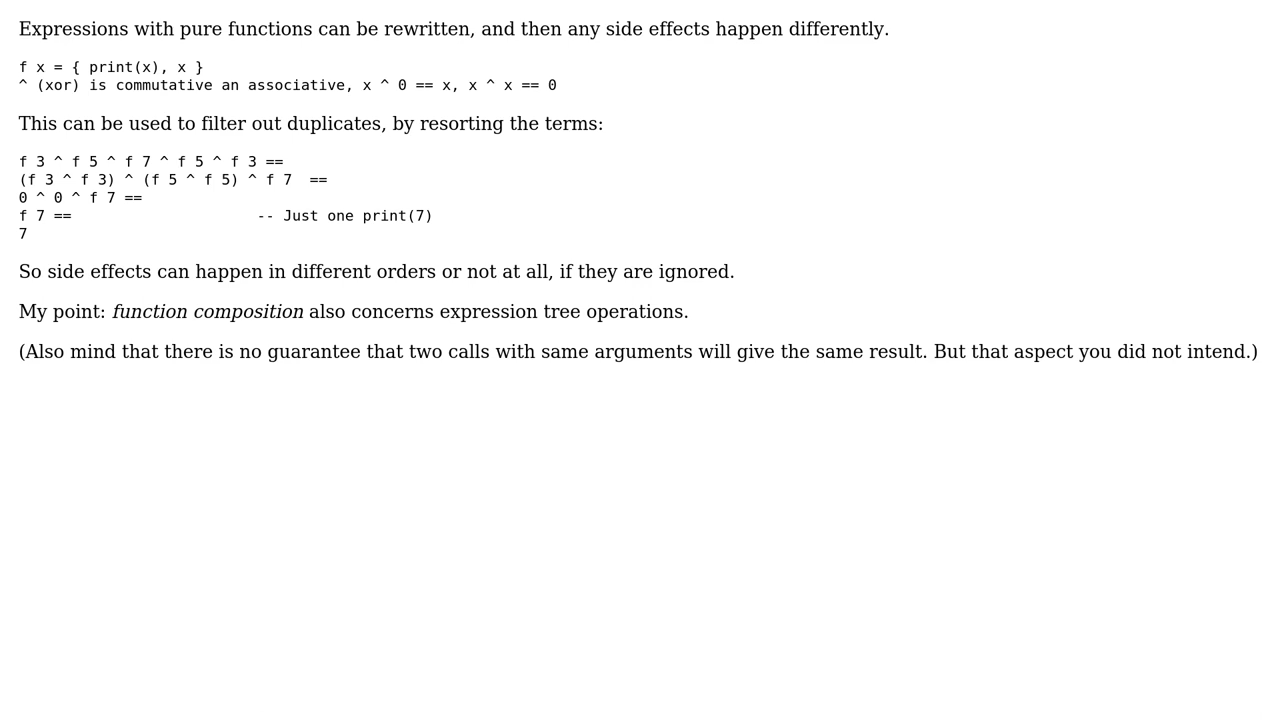 Expressions with pure functions can be rewritten, and then any side effects happen differently.
f x = { print(x), x }
^ (xor) is commutative an associative, x ^ 0 == x, x ^ x == 0
This can be used to filter out duplicates, by resorting the terms:
f 3 ^ f 5 ^ f 7 ^ f 5 ^ f 3 ==
(f 3 ^ f 3) ^ (f 5 ^ f 5) ^ f 7  ==
0 ^ 0 ^ f 7 ==
f 7 ==                     -- Just one print(7)
7
So side effects can happen in different orders or not at all, if they are ignored.
My point: function composition also concerns expression tree operations.
(Also mind that there is no guarantee that two calls with same arguments will give the same result. But that aspect you did not intend.)